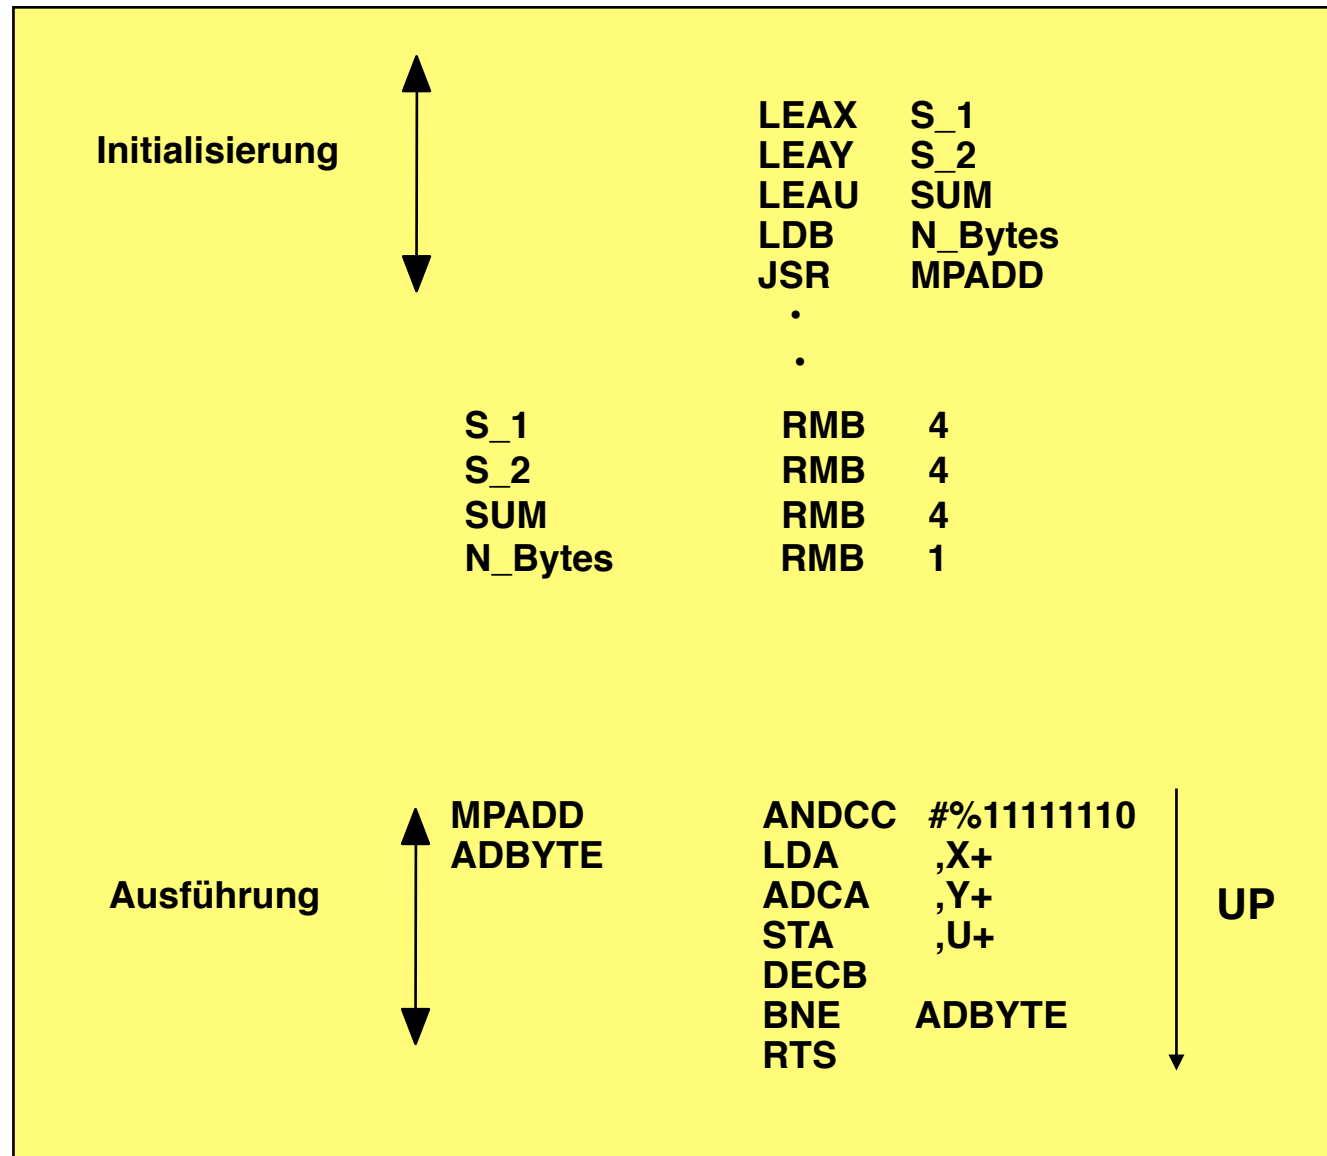 LEAX S_1
Initialisierung LEAY S_2
LEAU SUM
LDB N_Bytes
JSR MPADD
.
.
S_1 RMB 4
S_2 RMB 4
SUM RMB 4
N_Bytes RMB 1
MPADD ANDCC #%11111110
ADBYTE LDA ,X+
Ausführung ADCA ,Y+ UP
STA ,U+
DECB
BNE ADBYTE
RTS